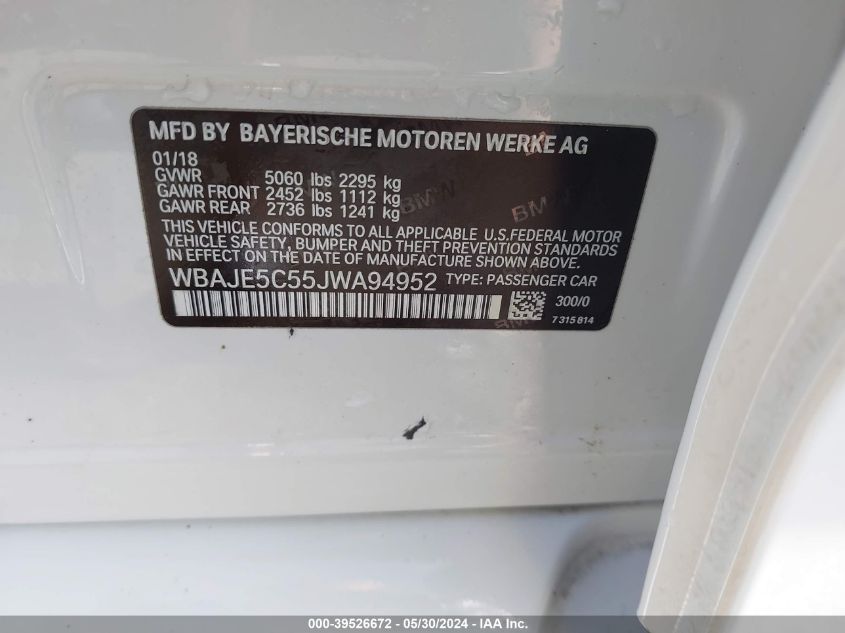 MFD BY BAYERISCHE MOTOREN WERKE AG
01/18
GVWR 5060 lbs 2295 kg
GAWR FRONT 2452 lbs 1112 kg
GAWR REAR 2736 lbs 1241 kg
THIS VEHICLE CONFORMS TO ALL APPLICABLE U.S.FEDERAL MOTOR
VEHICLE SAFETY, BUMPER AND THEFT PREVENTION STANDARDS
IN EFFECT ON THE DATE OF MANUFACTURE SHOWN ABOVE.
WBAJE5C55JWA94952 TYPE: PASSENGER CAR
300/0
7 315 814
000-39526672 - 05/30/2024 - IAA Inc.